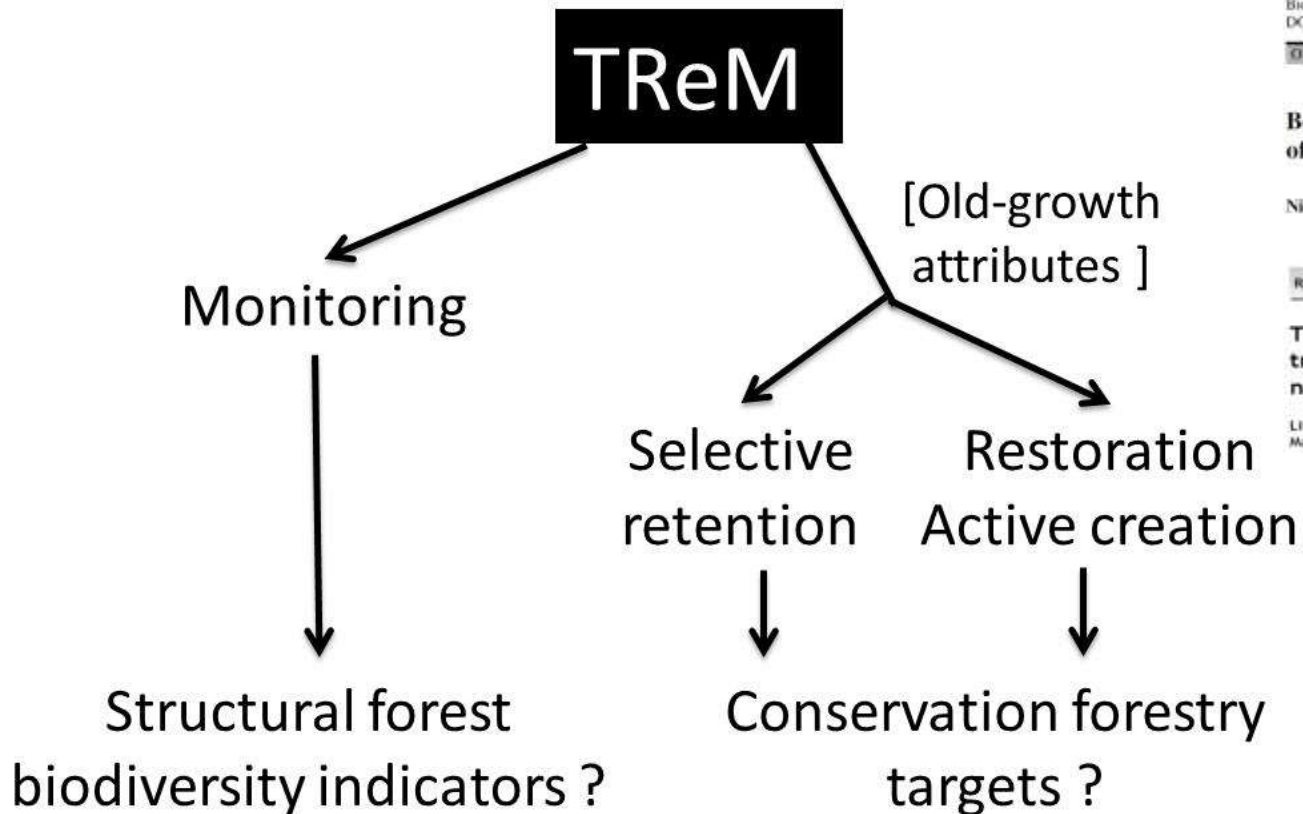 TReM
[Old-growth
attributes ]
Monitoring
Selective
retention
Restoration
Active creation
Structural forest
biodiversity indicators ?
Conservation forestry
targets ?